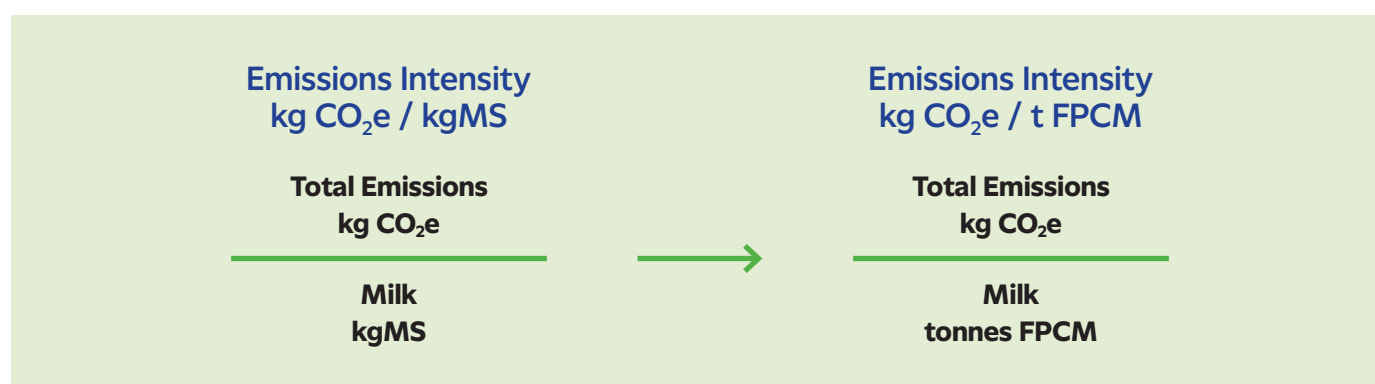 Emissions Intensity
kg CO₂e / kgMS
Total Emissions
kg CO₂e
Milk
kgMS
Emissions Intensity
kg CO₂e / t FPCM
Total Emissions
kg CO₂e
Milk
tonnes FPCM